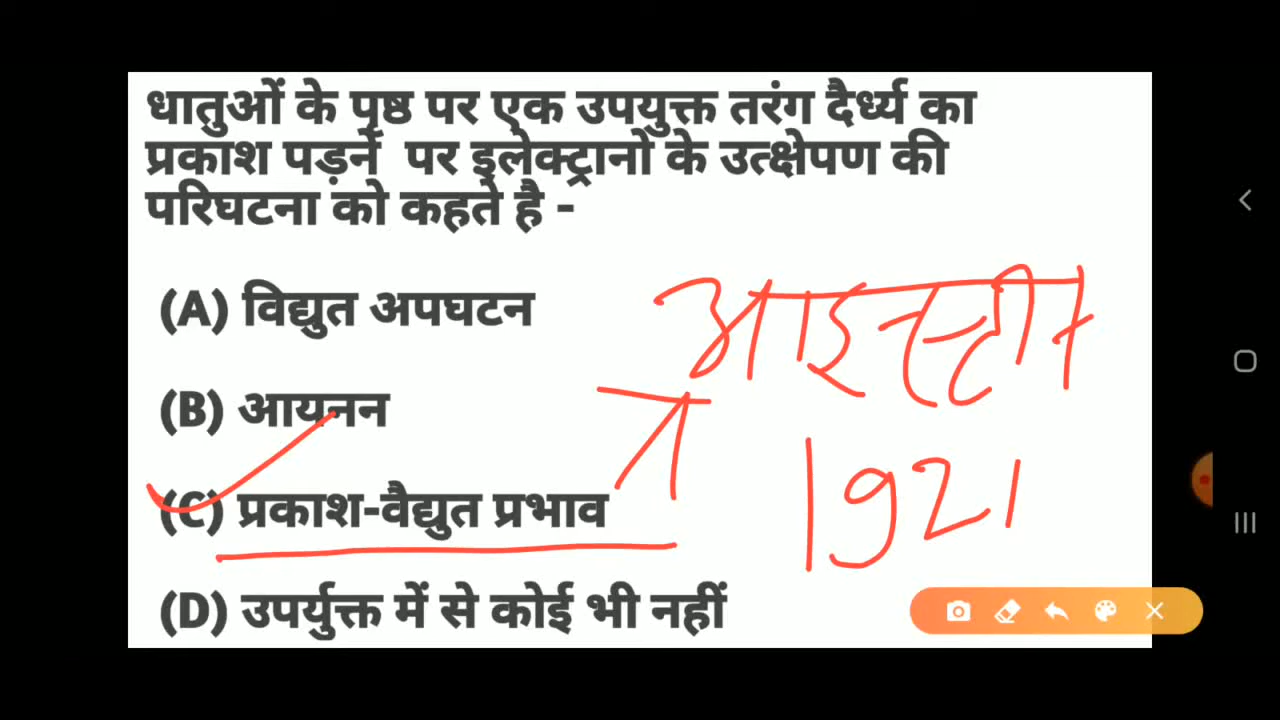 धातुओं के पृष्ठ पर एक उपयुक्त तरंग दैर्ध्य का
प्रकाश पड़नें पर इलेक्ट्रानो के उत्क्षेपण की
परिघटना को कहते है -
(A) विद्युत अपघटन
आइन्स्टीन
(B) आयनन
1921
(C) प्रकाश-वैद्युत प्रभाव
(D) उपर्युक्त में से कोई भी नहीं